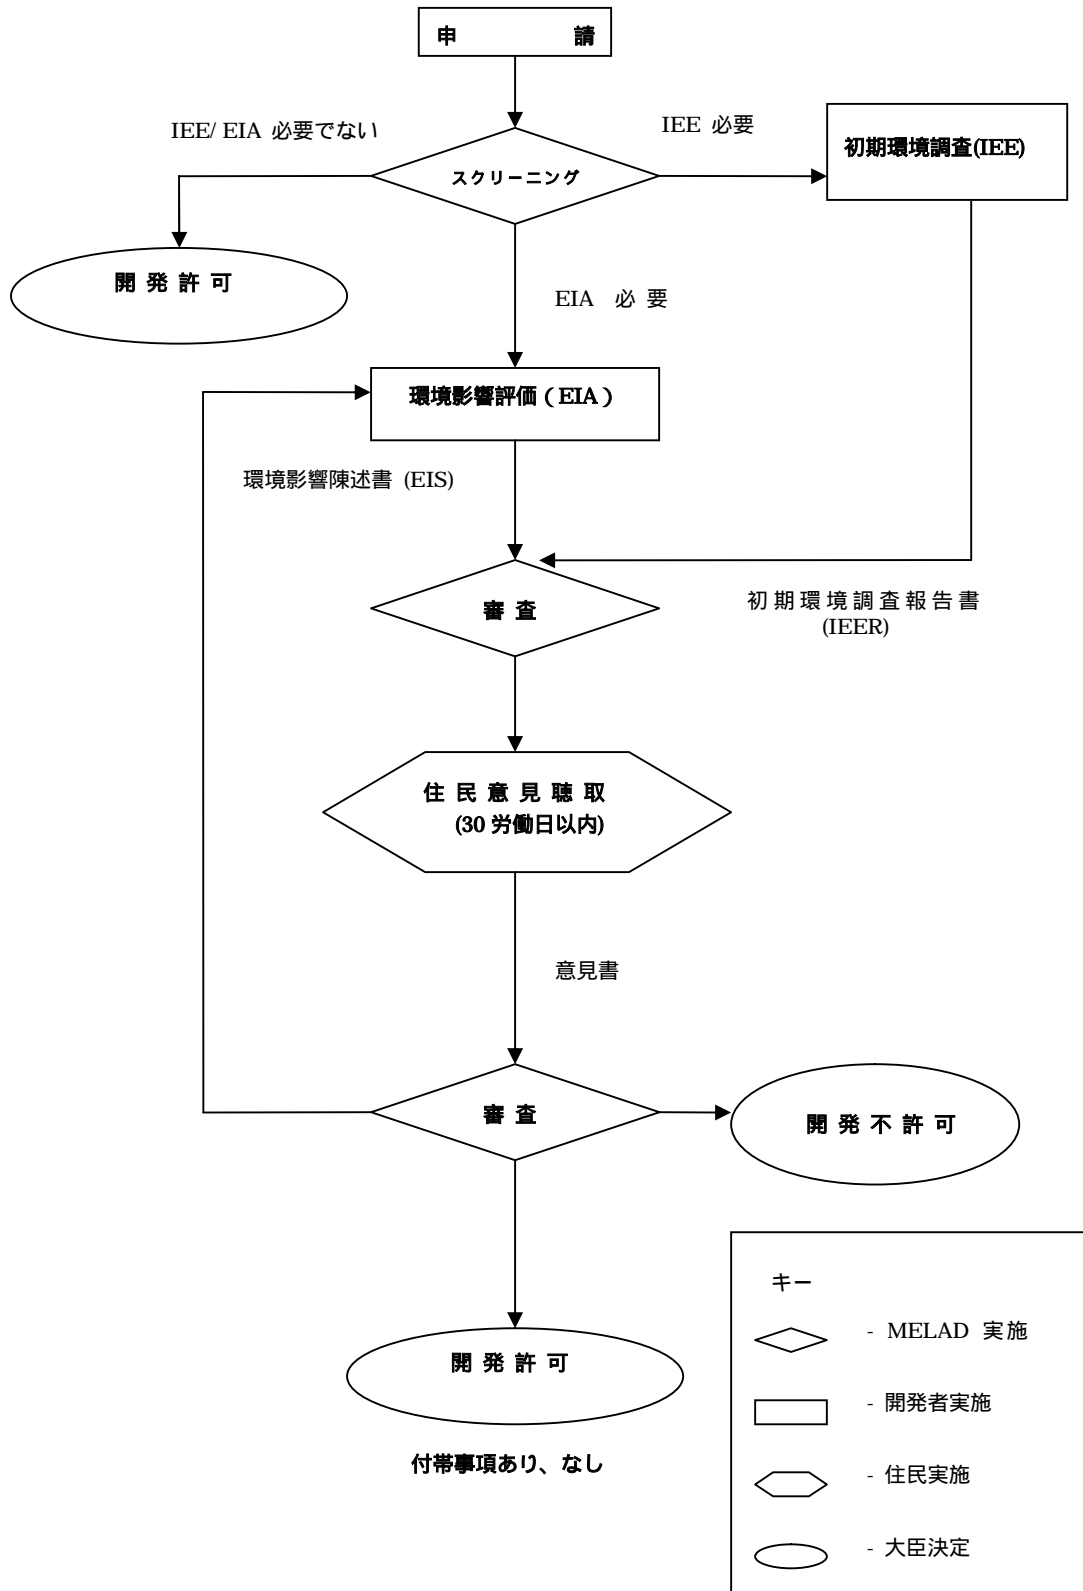 申 請
IEE/ EIA 必要でない
IEE 必要
初期環境調査(IEE)
スクリーニング
開 発 許 可
EIA 必 要
環境影響評価 ( EIA )
環境影響陳述書 (EIS)
審 査
初 期 環 境 調 査 報 告 書
(IEER)
住 民 意 見 聴 取
(30 労働日以内)
意見書
審 査
開 発 不 許 可
開 発 許 可
付帯事項あり、なし
キー
- MELAD 実施
- 開発者実施
- 住民実施
- 大臣決定